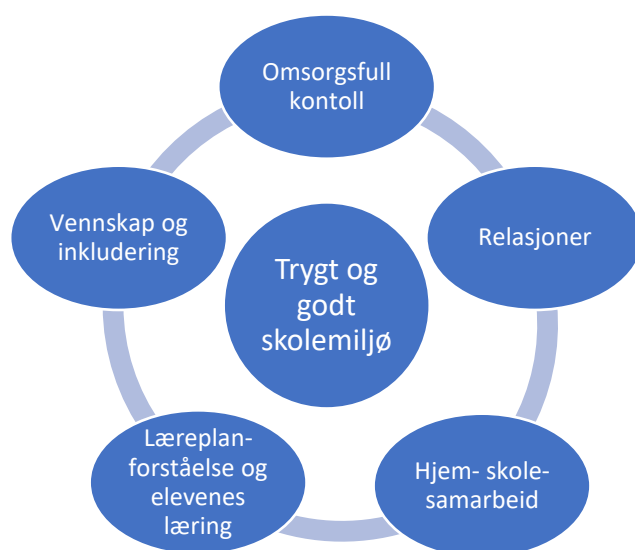 Omsorgsfull
kontoll
Relasjoner
Hjem- skole-
samarbeid
Læreplan-
forståelse og
elevenes
læring
Vennskap og
inkludering
Trygt og
godt
skolemiljø